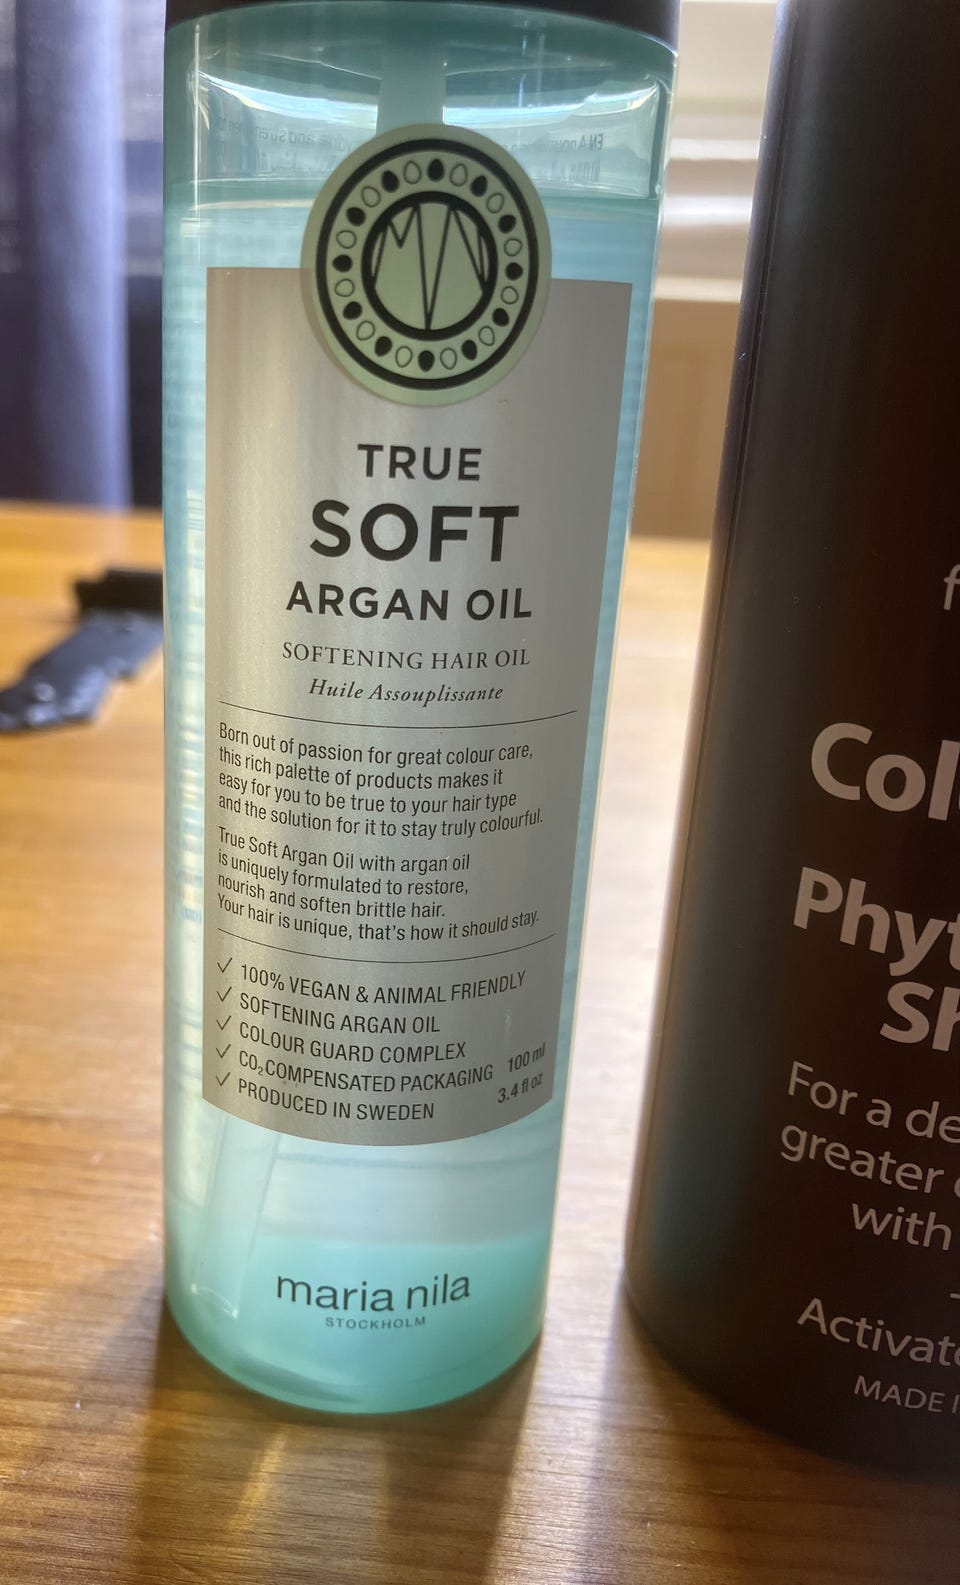 TRUE
SOFT
ARGAN OIL
SOFTENING HAIR OIL
Huile Assouplissante
Born out of passion for great colour care,
this rich palette of products makes it
easy for you to be true to your hair type
and the solution for it to stay truly colourful.
True Soft Argan Oil with argan oil
is uniquely formulated to restore,
nourish and soften brittle hair.
Your hair is unique, that's how it should stay.
✓ 100% VEGAN & ANIMAL FRIENDLY
✓ SOFTENING ARGAN OIL
✓ COLOUR GUARD COMPLEX
✓ CO₂COMPENSATED PACKAGING
✓ PRODUCED IN SWEDEN
100 ml
3.4 fl oz
maria nila
STOCKHOLM
For a
greater
with
MADE